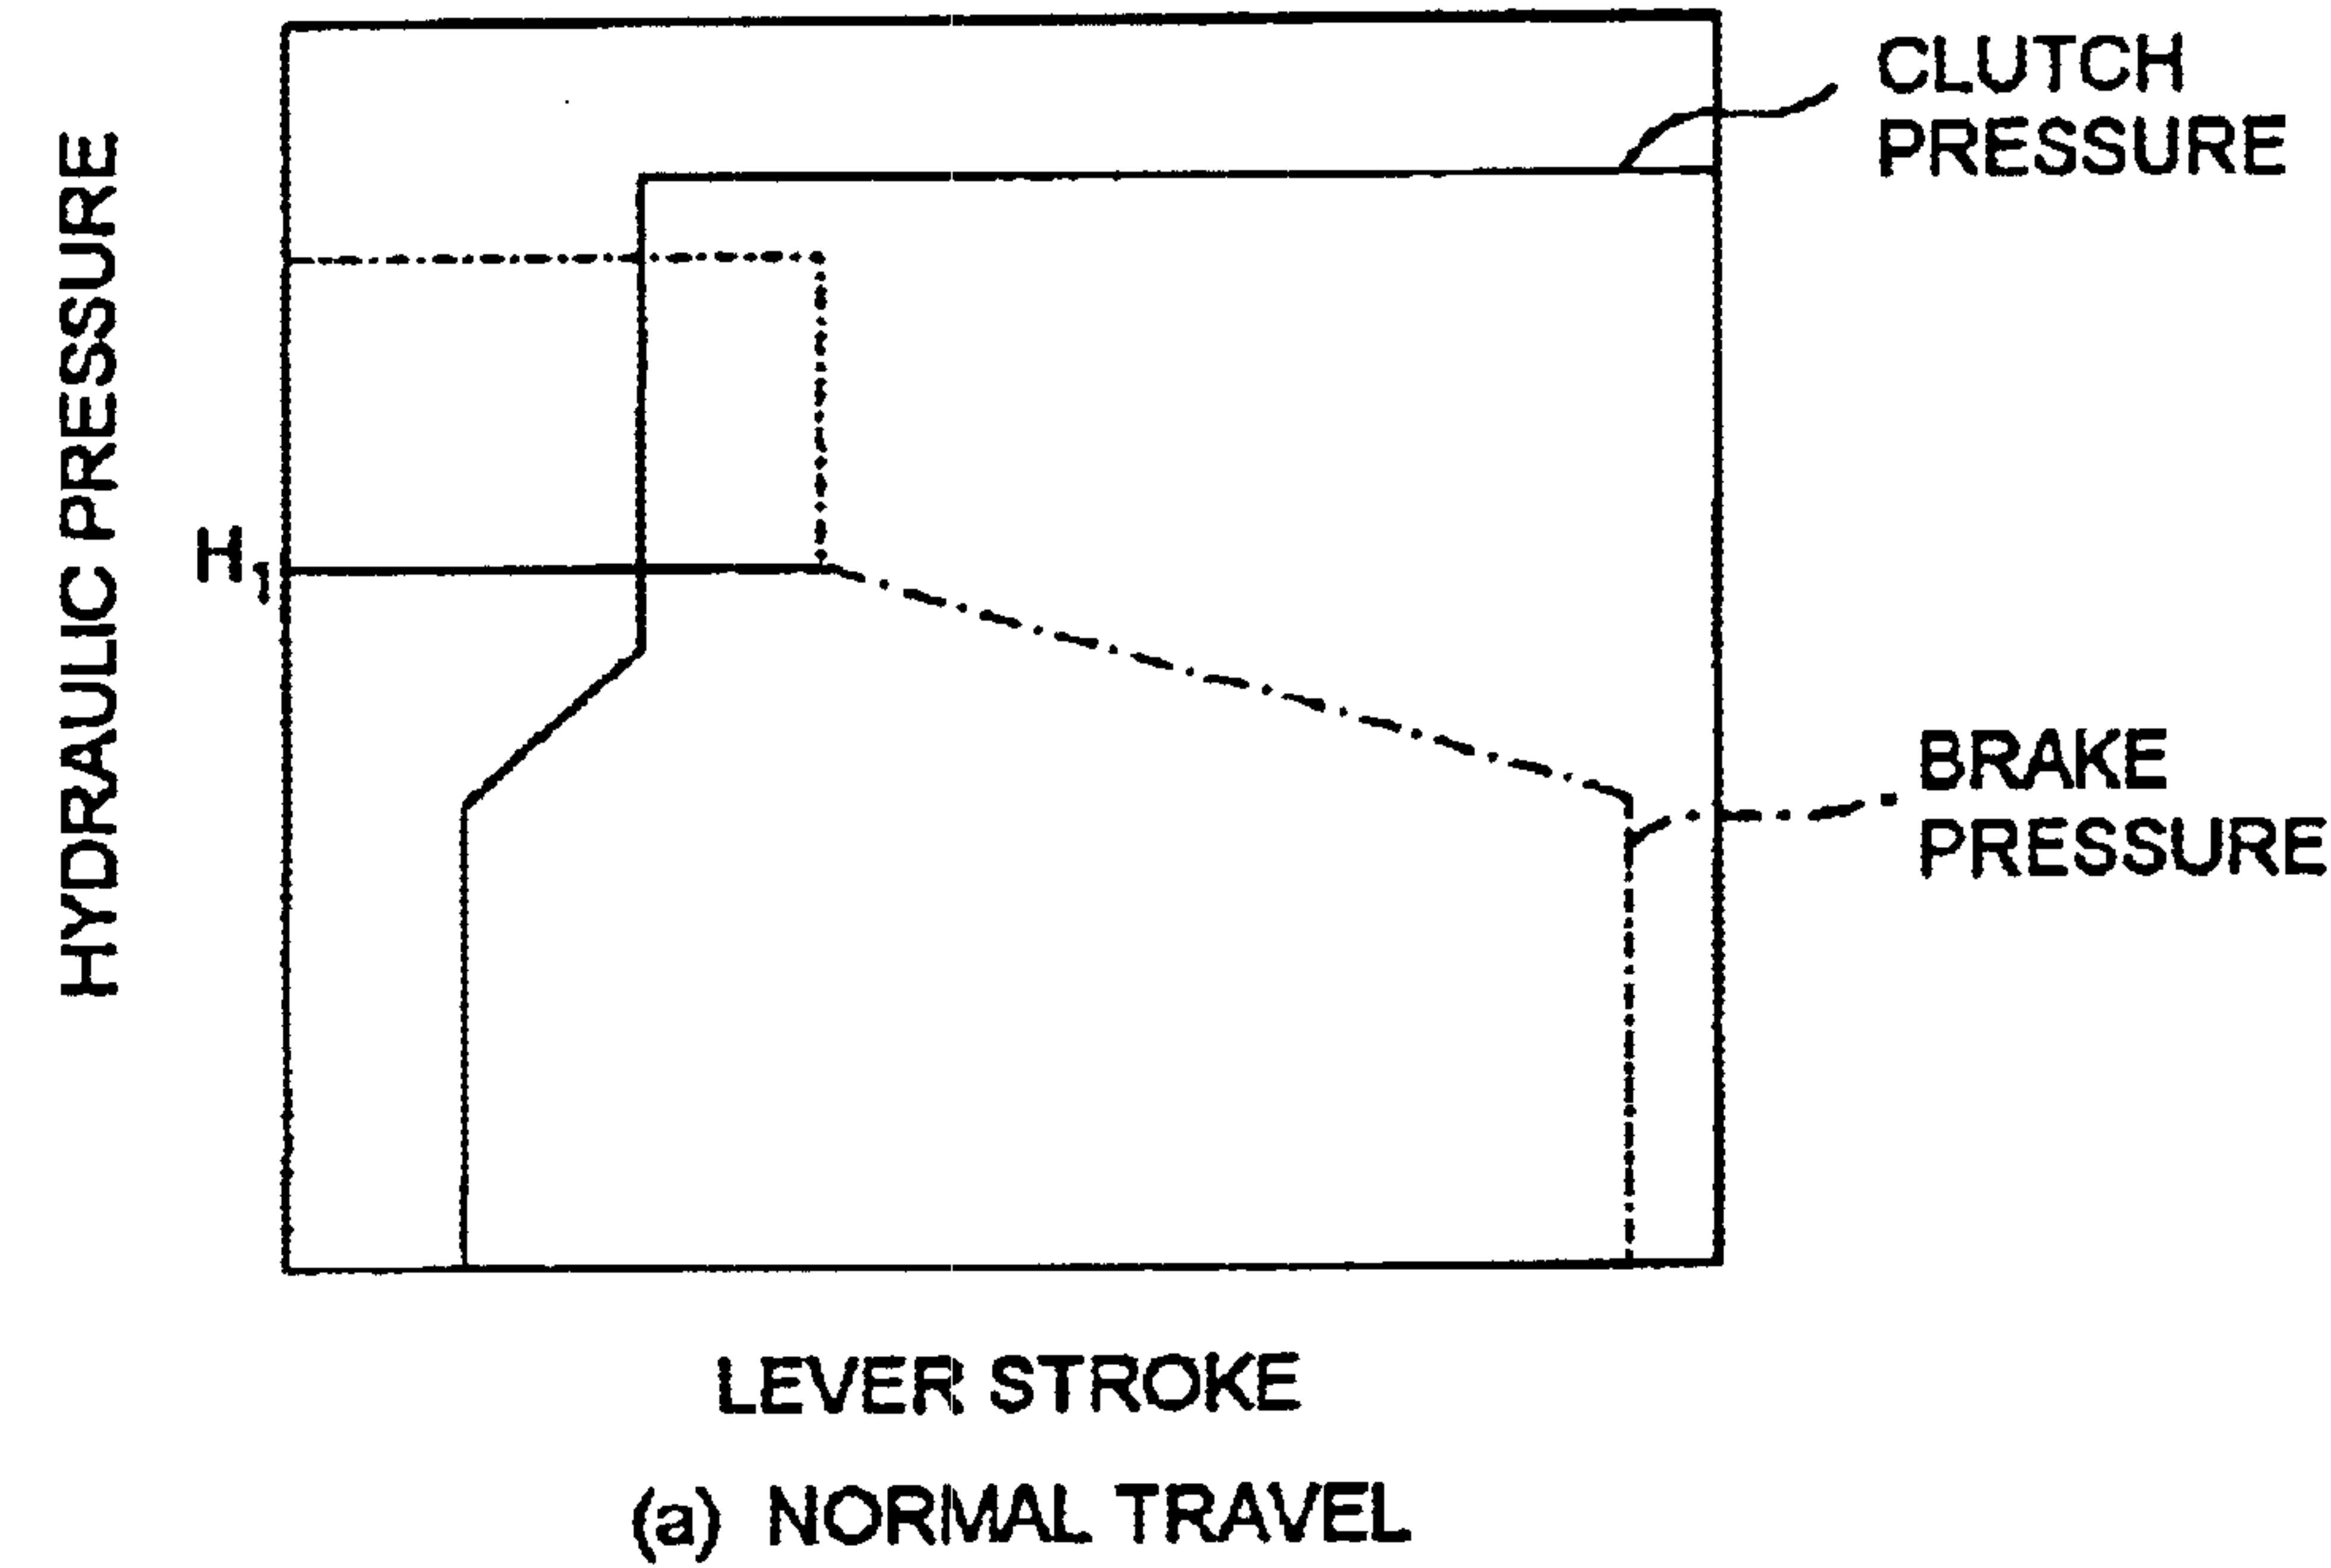 CLUTCH
PRESSURE
HYDRAULIC PRESSURE
H1
BRAKE
PRESSURE
LEVER STROKE
(a) NORMAL TRAVEL